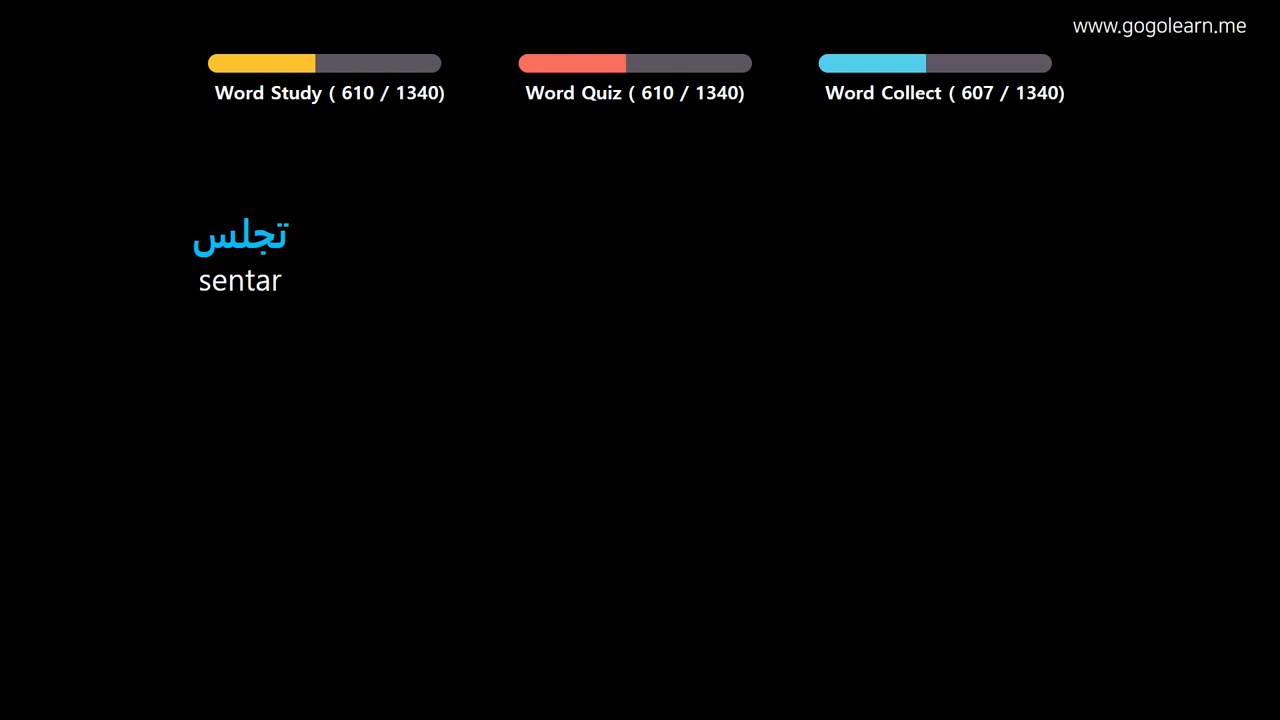 www.gogolearn.me
Word Study ( 610 / 1340)
Word Quiz ( 610 / 1340)
Word Collect ( 607 / 1340)
تجلس
sentar